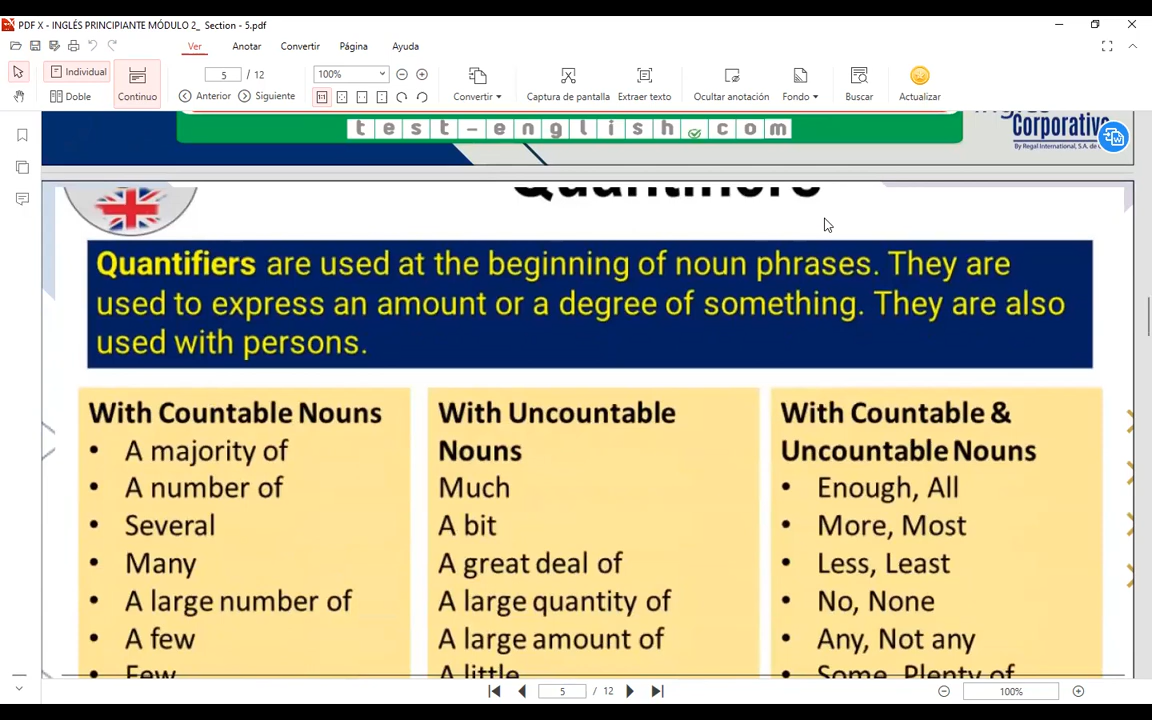 PDF X - INGLÉS PRINCIPIANTE MÓDULO 2_ Section - 5.pdf
Ver Anotar Convertir Página Ayuda
Individual
Doble
Continuo
5 / 12
Anterior Siguiente
100%
Convertir
Captura de pantalla
Extraer texto
Ocultar anotación
Fondo
Buscar
Actualizar
test-english.com
Inglés
Corporativo
By Regal International, S.A. de
Quantifiers
Quantifiers are used at the beginning of noun phrases. They are
used to express an amount or a degree of something. They are also
used with persons.
With Countable Nouns
• A majority of
• A number of
• Several
• Many
• A large number of
• A few
• Few
With Uncountable
Nouns
Much
A bit
A great deal of
A large quantity of
A large amount of
A little
With Countable &
Uncountable Nouns
• Enough, All
• More, Most
• Less, Least
• No, None
• Any, Not any
• Some, Plenty of
5 / 12
100%